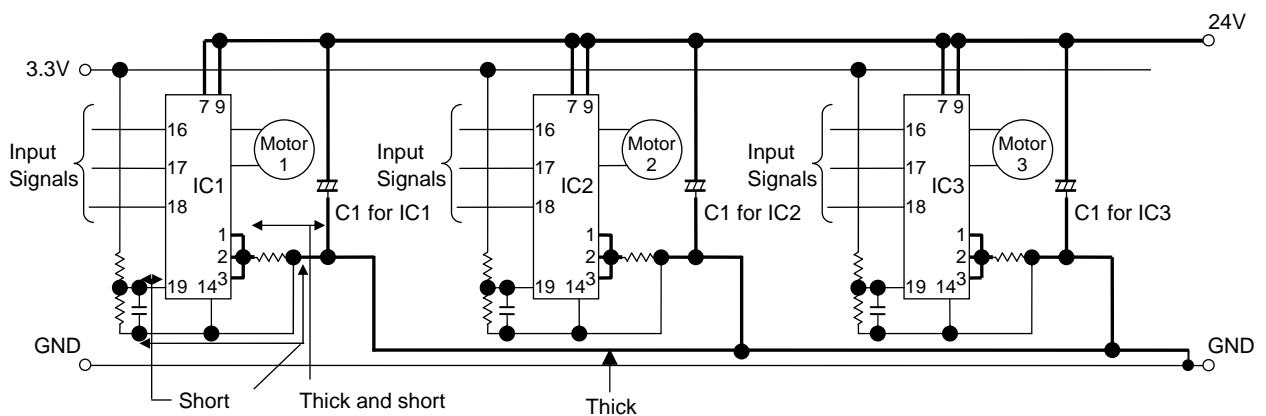 24V
3.3V
7 9
7 9
7 9
16
Motor
1
16
Motor
2
16
Motor
3
Input
Signals
17
Input
Signals
17
Input
Signals
17
IC1
IC2
IC3
18
C1 for IC1
18
C1 for IC2
18
C1 for IC3
1
2
3
1
2
3
1
2
3
19
14
19
14
19
14
GND
GND
Short
Thick and short
Thick